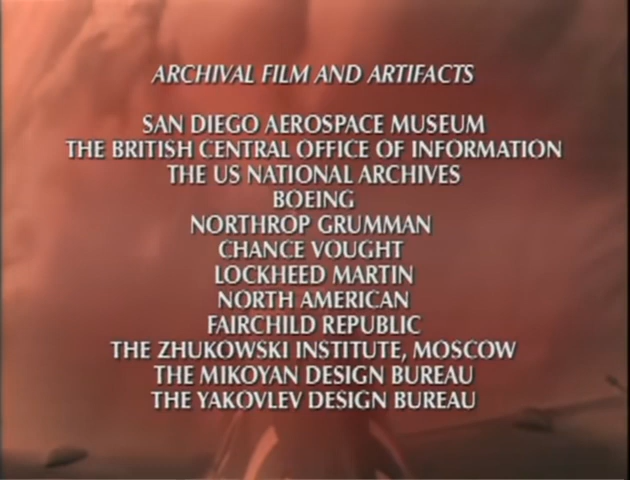 ARCHIVAL FILM AND ARTIFACTS
SAN DIEGO AEROSPACE MUSEUM
THE BRITISH CENTRAL OFFICE OF INFORMATION
THE US NATIONAL ARCHIVES
BOEING
NORTHROP GRUMMAN
CHANCE VOUGHT
LOCKHEED MARTIN
NORTH AMERICAN
FAIRCHILD REPUBLIC
THE ZHUKOWSKI INSTITUTE, MOSCOW
THE MIKOYAN DESIGN BUREAU
THE YAKOVLEV DESIGN BUREAU